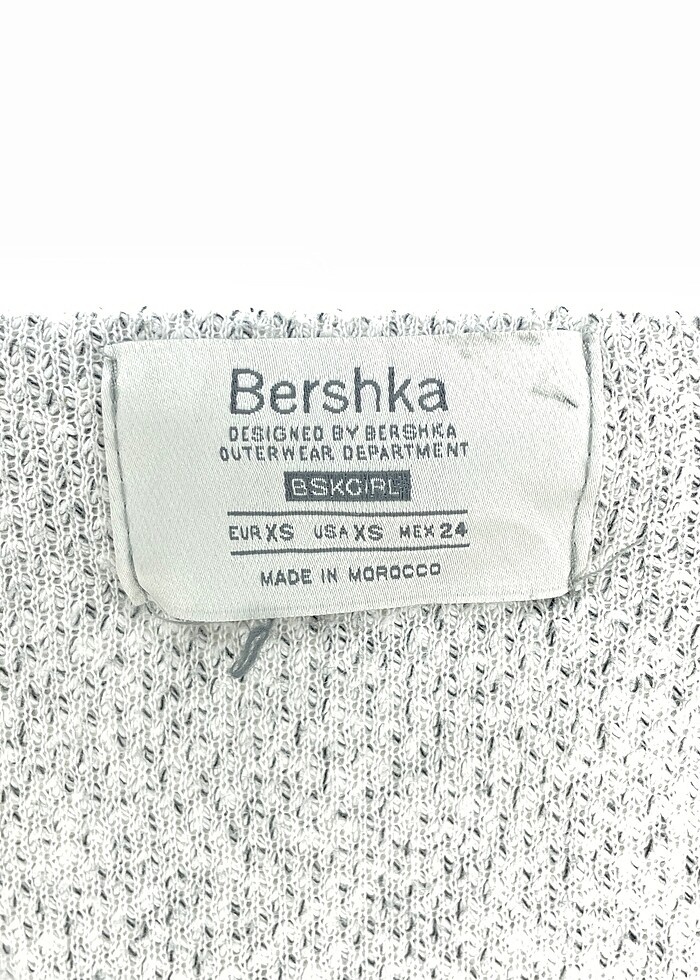 Bershka
DESIGNED BY BERSHKA
OUTERWEAR DEPARTMENT
BSKGIRL
EUR XS USA XS MEX 24
MADE IN MOROCCO